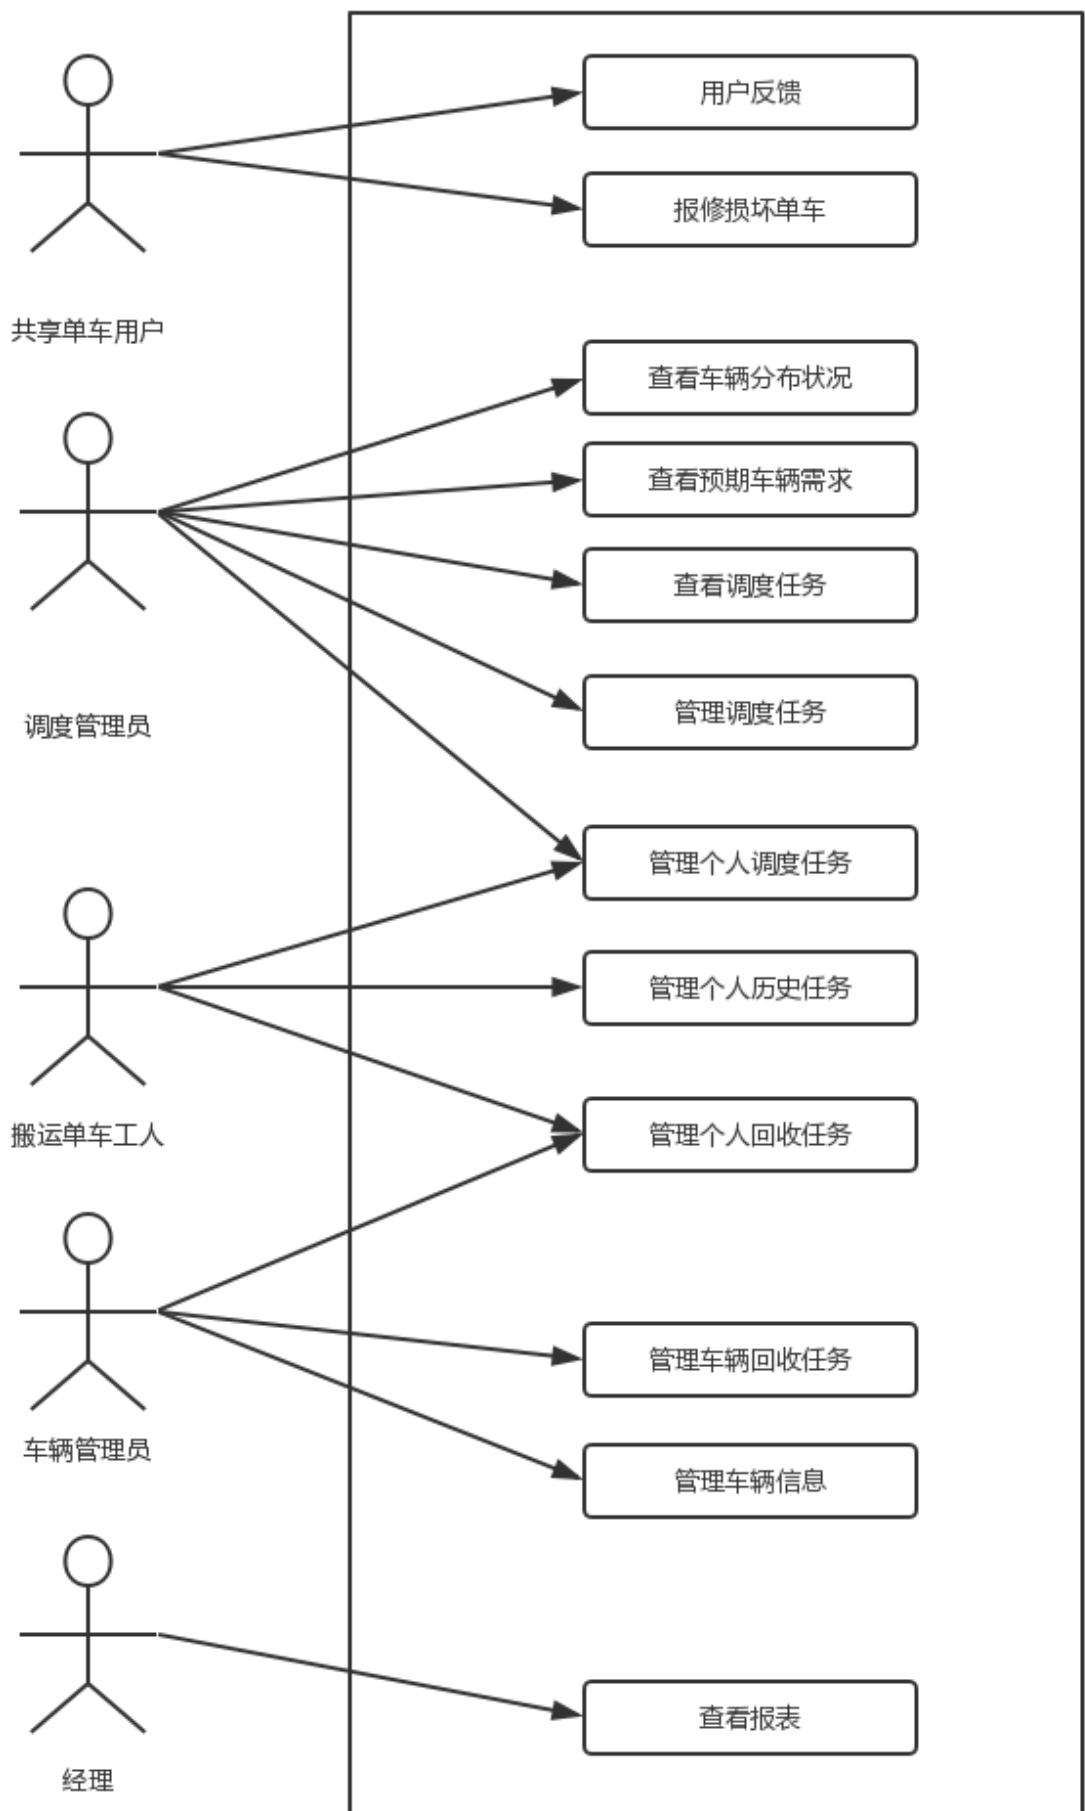 用户反馈
报修损坏单车
共享单车用户
查看车辆分布状况
查看预期车辆需求
查看调度任务
管理调度任务
调度管理员
管理个人调度任务
管理个人历史任务
搬运单车工人
管理个人回收任务
管理车辆回收任务
车辆管理员
管理车辆信息
查看报表
经理